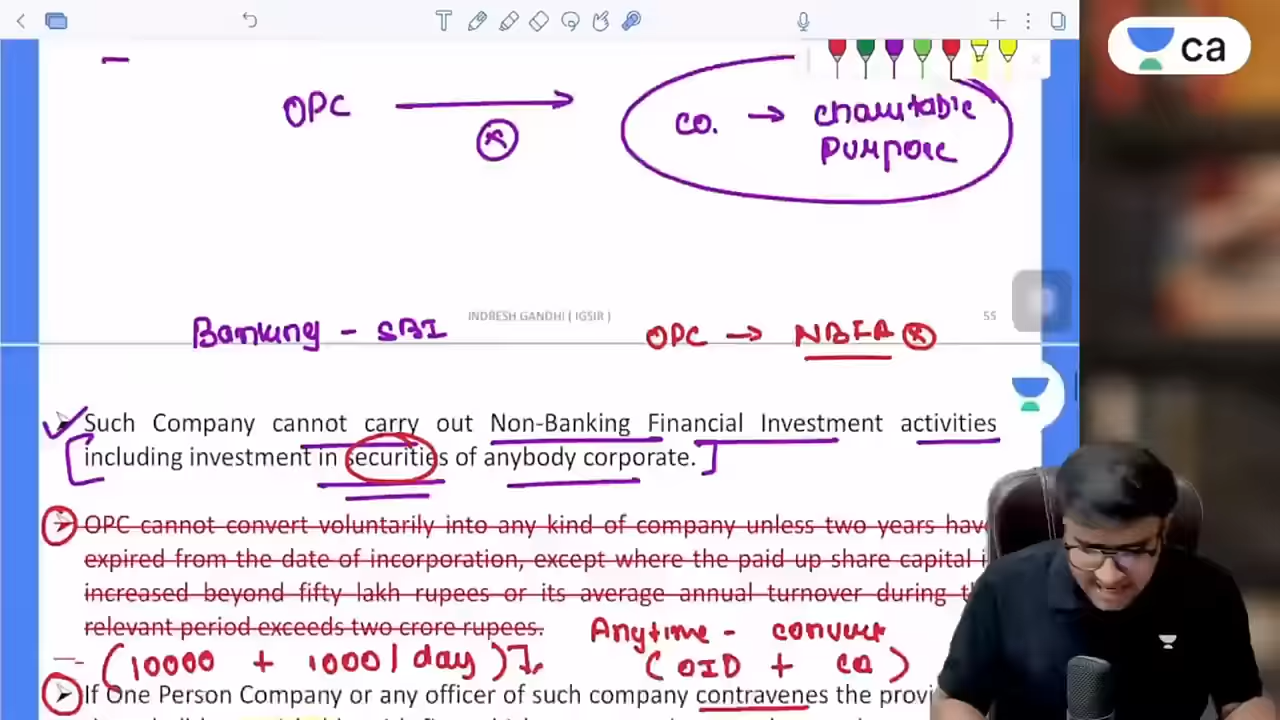 ca
OPC
CO. → Charitable
Purpose
Banking - SBI
INDRESH GANDHI ( IGSIR )
55
OPC → NBIA
Such Company cannot carry out Non-Banking Financial Investment activities
including investment in securities of anybody corporate.
OPC cannot convert voluntarily into any kind of company unless two years
expired from the date of incorporation, except where the paid up share capital
increased beyond fifty lakh rupees or its average annual turnover during
relevant period exceeds two crore rupees.
Anytime - convert
(10000 + 1000/day)
(OID + CA)
If One Person Company or any officer of such company contravenes the